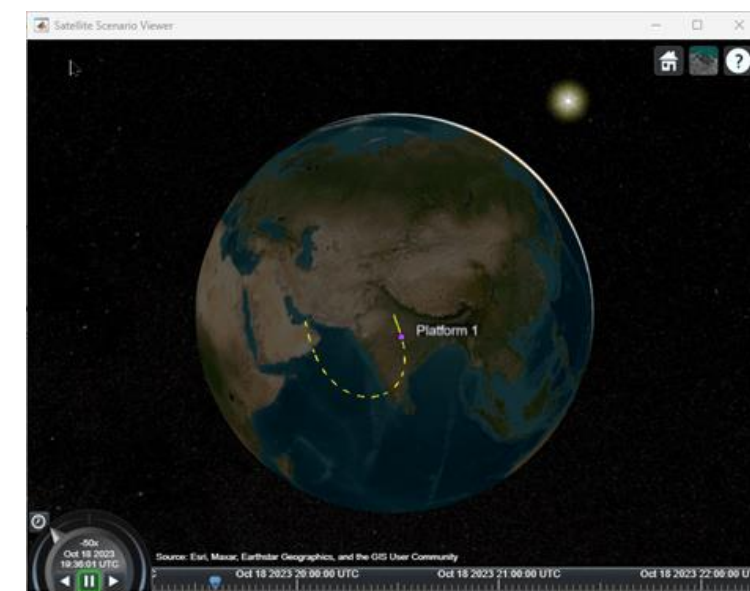 Satellite Scenario Viewer
?
Platform 1
-50x
Oct 18 2023
19:36:01 UTC
Source: Esri, Maxar, Earthstar Geographics, and the GIS User Community
Oct 18 2023 20:00:00 UTC
Oct 18 2023 21:00:00 UTC
Oct 18 2023 22:00:00 U